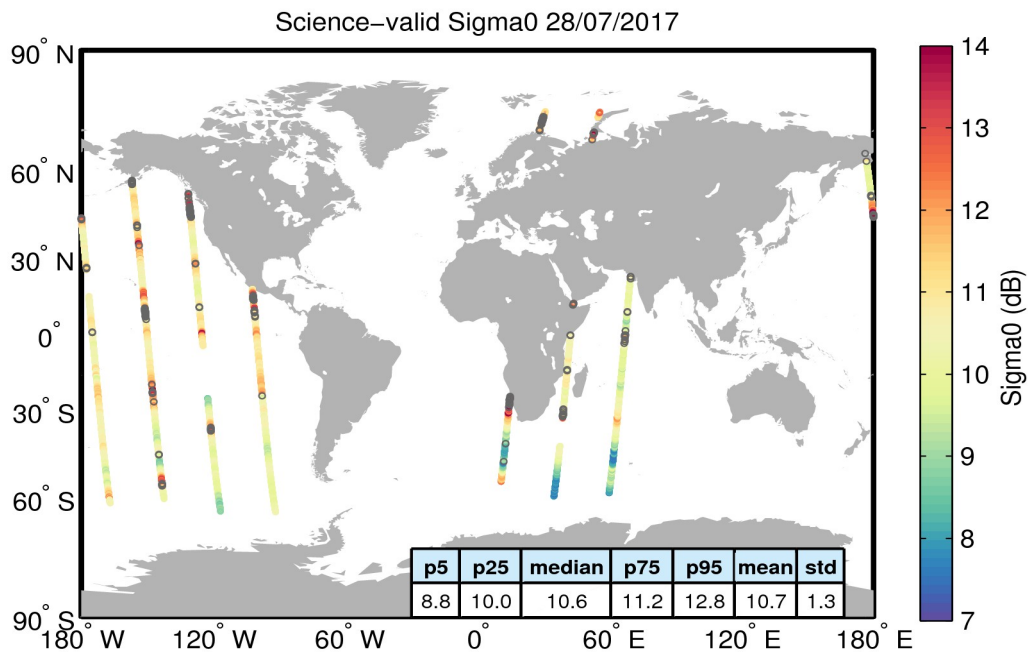 Science−valid Sigma0 28/07/2017
90° N
60° N
30° N
0°
30° S
60° S
90° S
180° W
120° W
60° W
0°
60° E
120° E
180° E
p5 p25 median p75 p95 mean std
8.8 10.0 10.6 11.2 12.8 10.7 1.3
14
13
12
11
10
9
8
7
Sigma0 (dB)